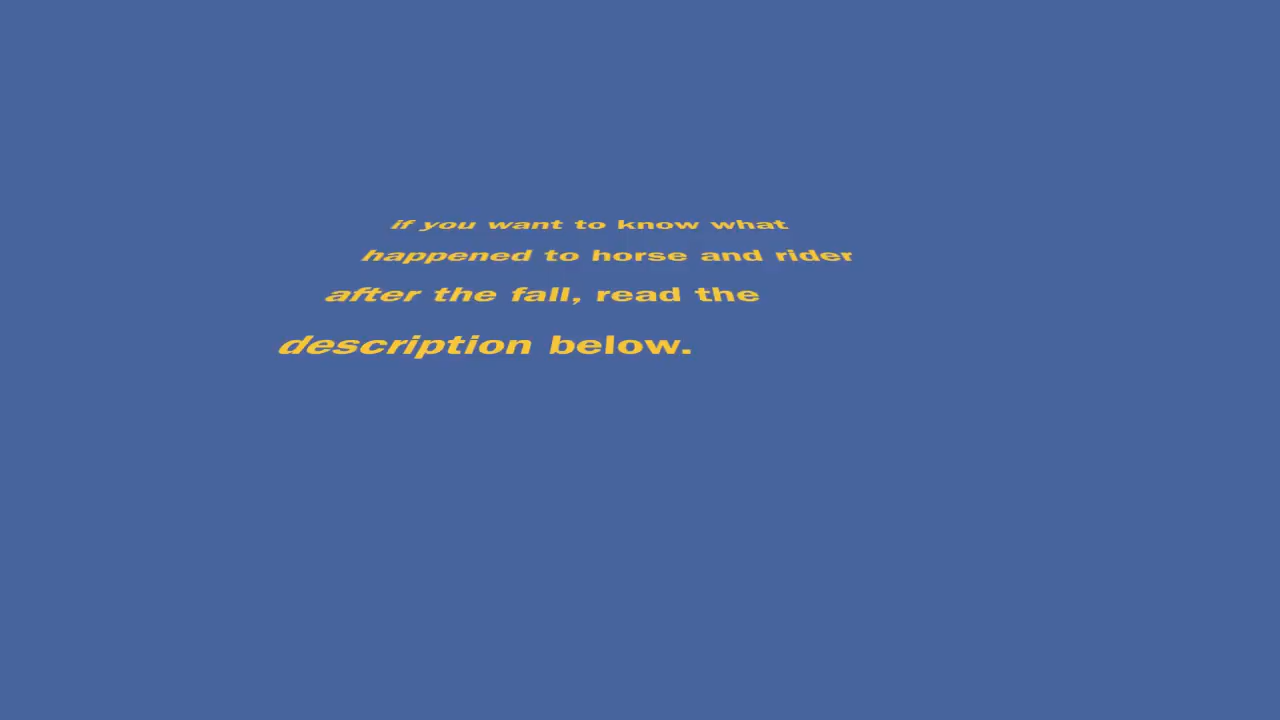 if you want to know what
happened to horse and rider
after the fall, read the
description below.